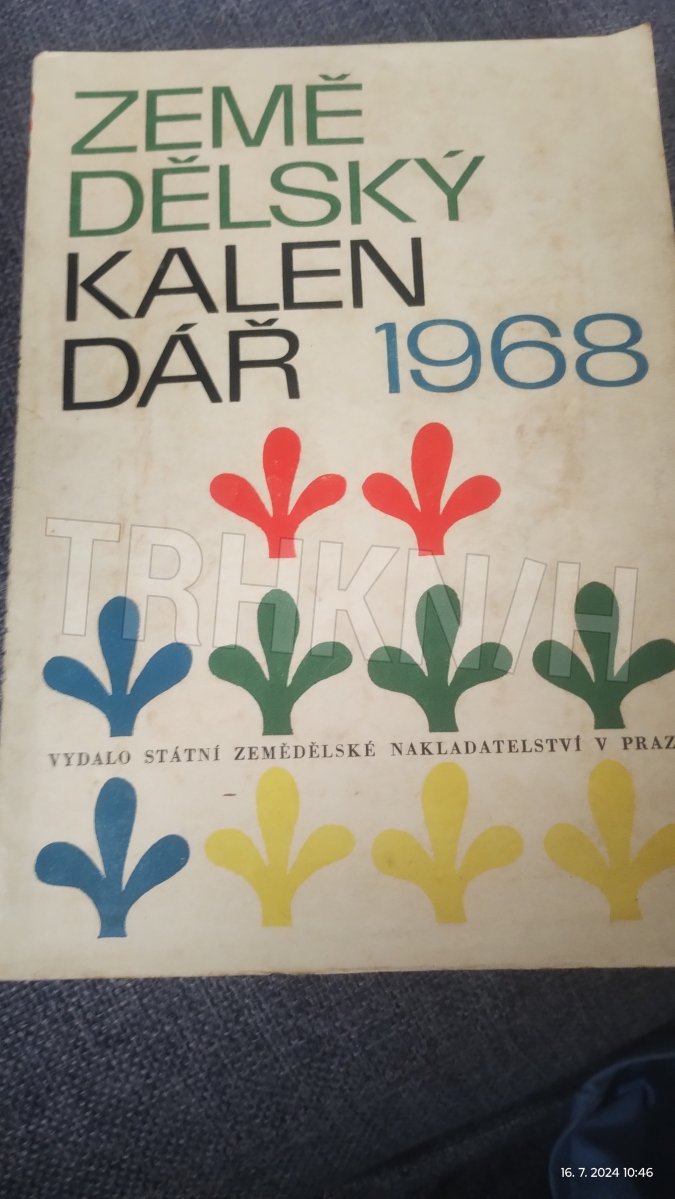 ZEMĚ
DĚLSKÝ
KALEN
DÁŘ 1968
TRHKNIH
VYDALO STÁTNÍ ZEMĚDĚLSKÉ NAKLADATELSTVÍ V PRAZ
16. 7. 2024 10:46